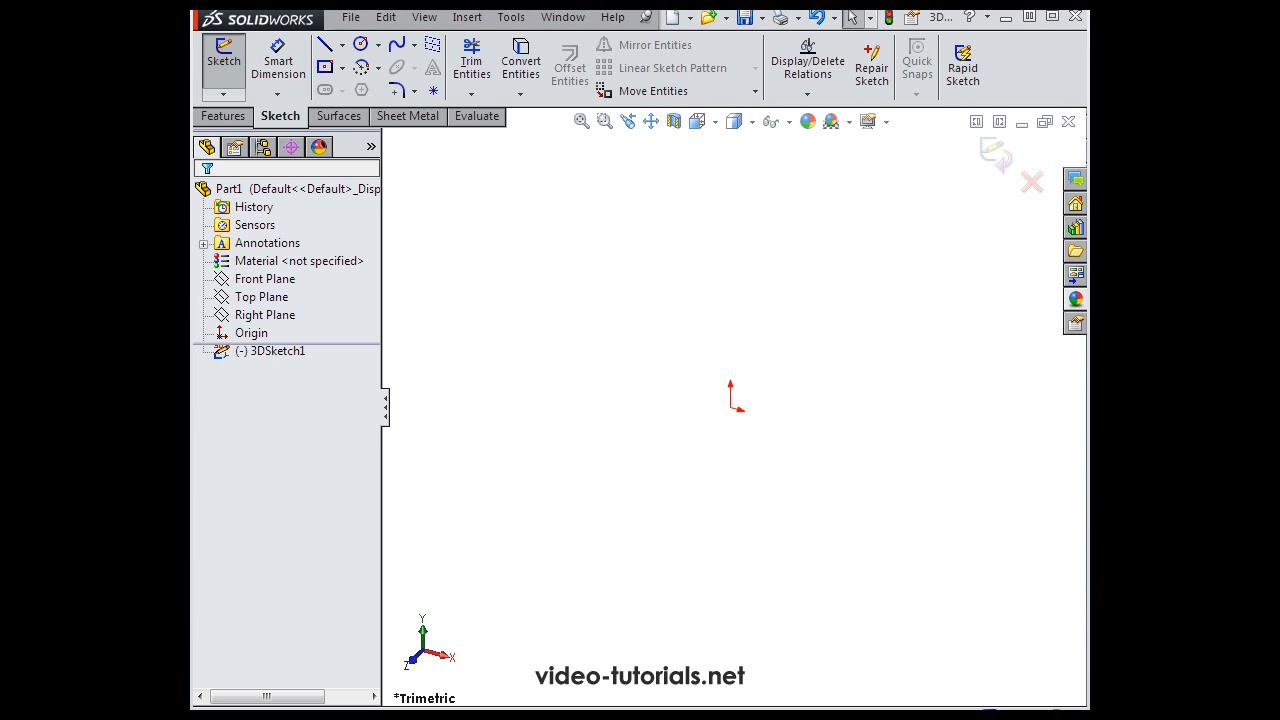 SOLIDWORKS File Edit View Insert Tools Window Help 3D...
Sketch
Smart
Dimension
Trim
Entities
Convert
Entities
Offset
Entities
Mirror Entities
Linear Sketch Pattern
Move Entities
Display/Delete
Relations
Repair
Sketch
Quick
Snaps
Rapid
Sketch
Features Sketch Surfaces Sheet Metal Evaluate
Part1 (Default<<Default>_Disp
History
Sensors
Annotations
Material <not specified>
Front Plane
Top Plane
Right Plane
Origin
(-) 3DSketch1
Y
X
Z
video-tutorials.net
*Trimetric